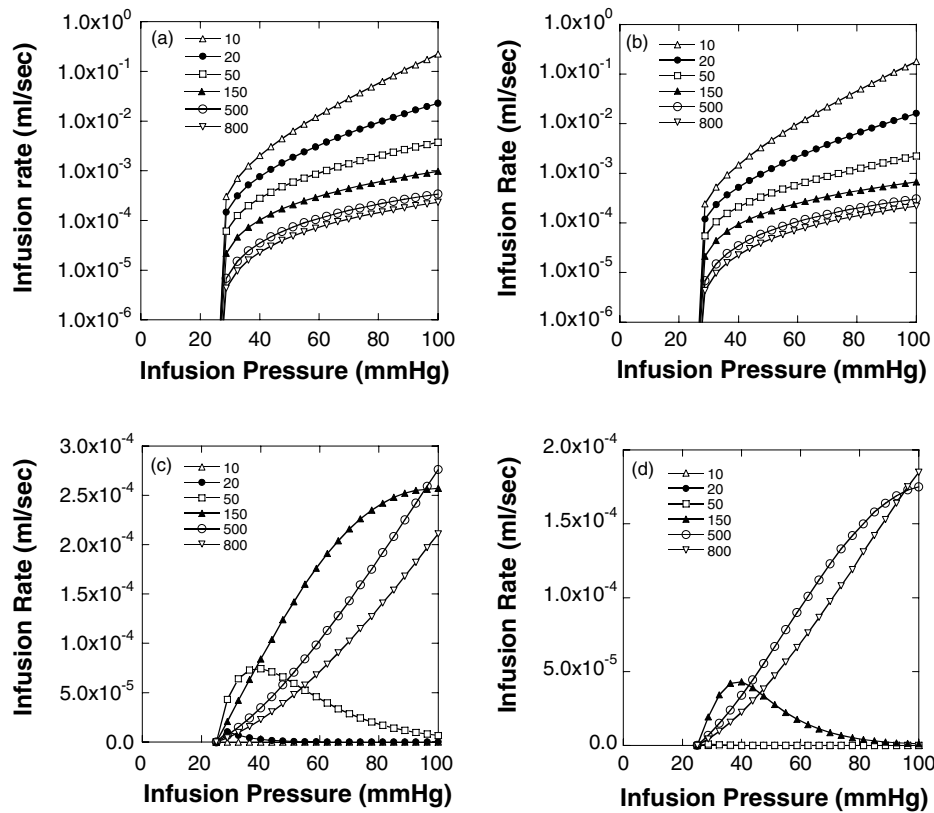 (a)
10
20
50
150
500
800
1.0x10⁰
1.0x10⁻¹
1.0x10⁻²
1.0x10⁻³
1.0x10⁻⁴
1.0x10⁻⁵
1.0x10⁻⁶
Infusion rate (ml/sec)
0 20 40 60 80 100
Infusion Pressure (mmHg)
(b)
10
20
50
150
500
800
1.0x10⁰
1.0x10⁻¹
1.0x10⁻²
1.0x10⁻³
1.0x10⁻⁴
1.0x10⁻⁵
1.0x10⁻⁶
Infusion Rate (ml/sec)
0 20 40 60 80 100
Infusion Pressure (mmHg)
(c)
10
20
50
150
500
800
3.0x10⁻⁴
2.5x10⁻⁴
2.0x10⁻⁴
1.5x10⁻⁴
1.0x10⁻⁴
5.0x10⁻⁵
0.0
Infusion Rate (ml/sec)
0 20 40 60 80 100
Infusion Pressure (mmHg)
(d)
10
20
50
150
500
800
2.0x10⁻⁴
1.5x10⁻⁴
1.0x10⁻⁴
5.0x10⁻⁵
0.0
Infusion Rate (ml/sec)
0 20 40 60 80 100
Infusion Pressure (mmHg)